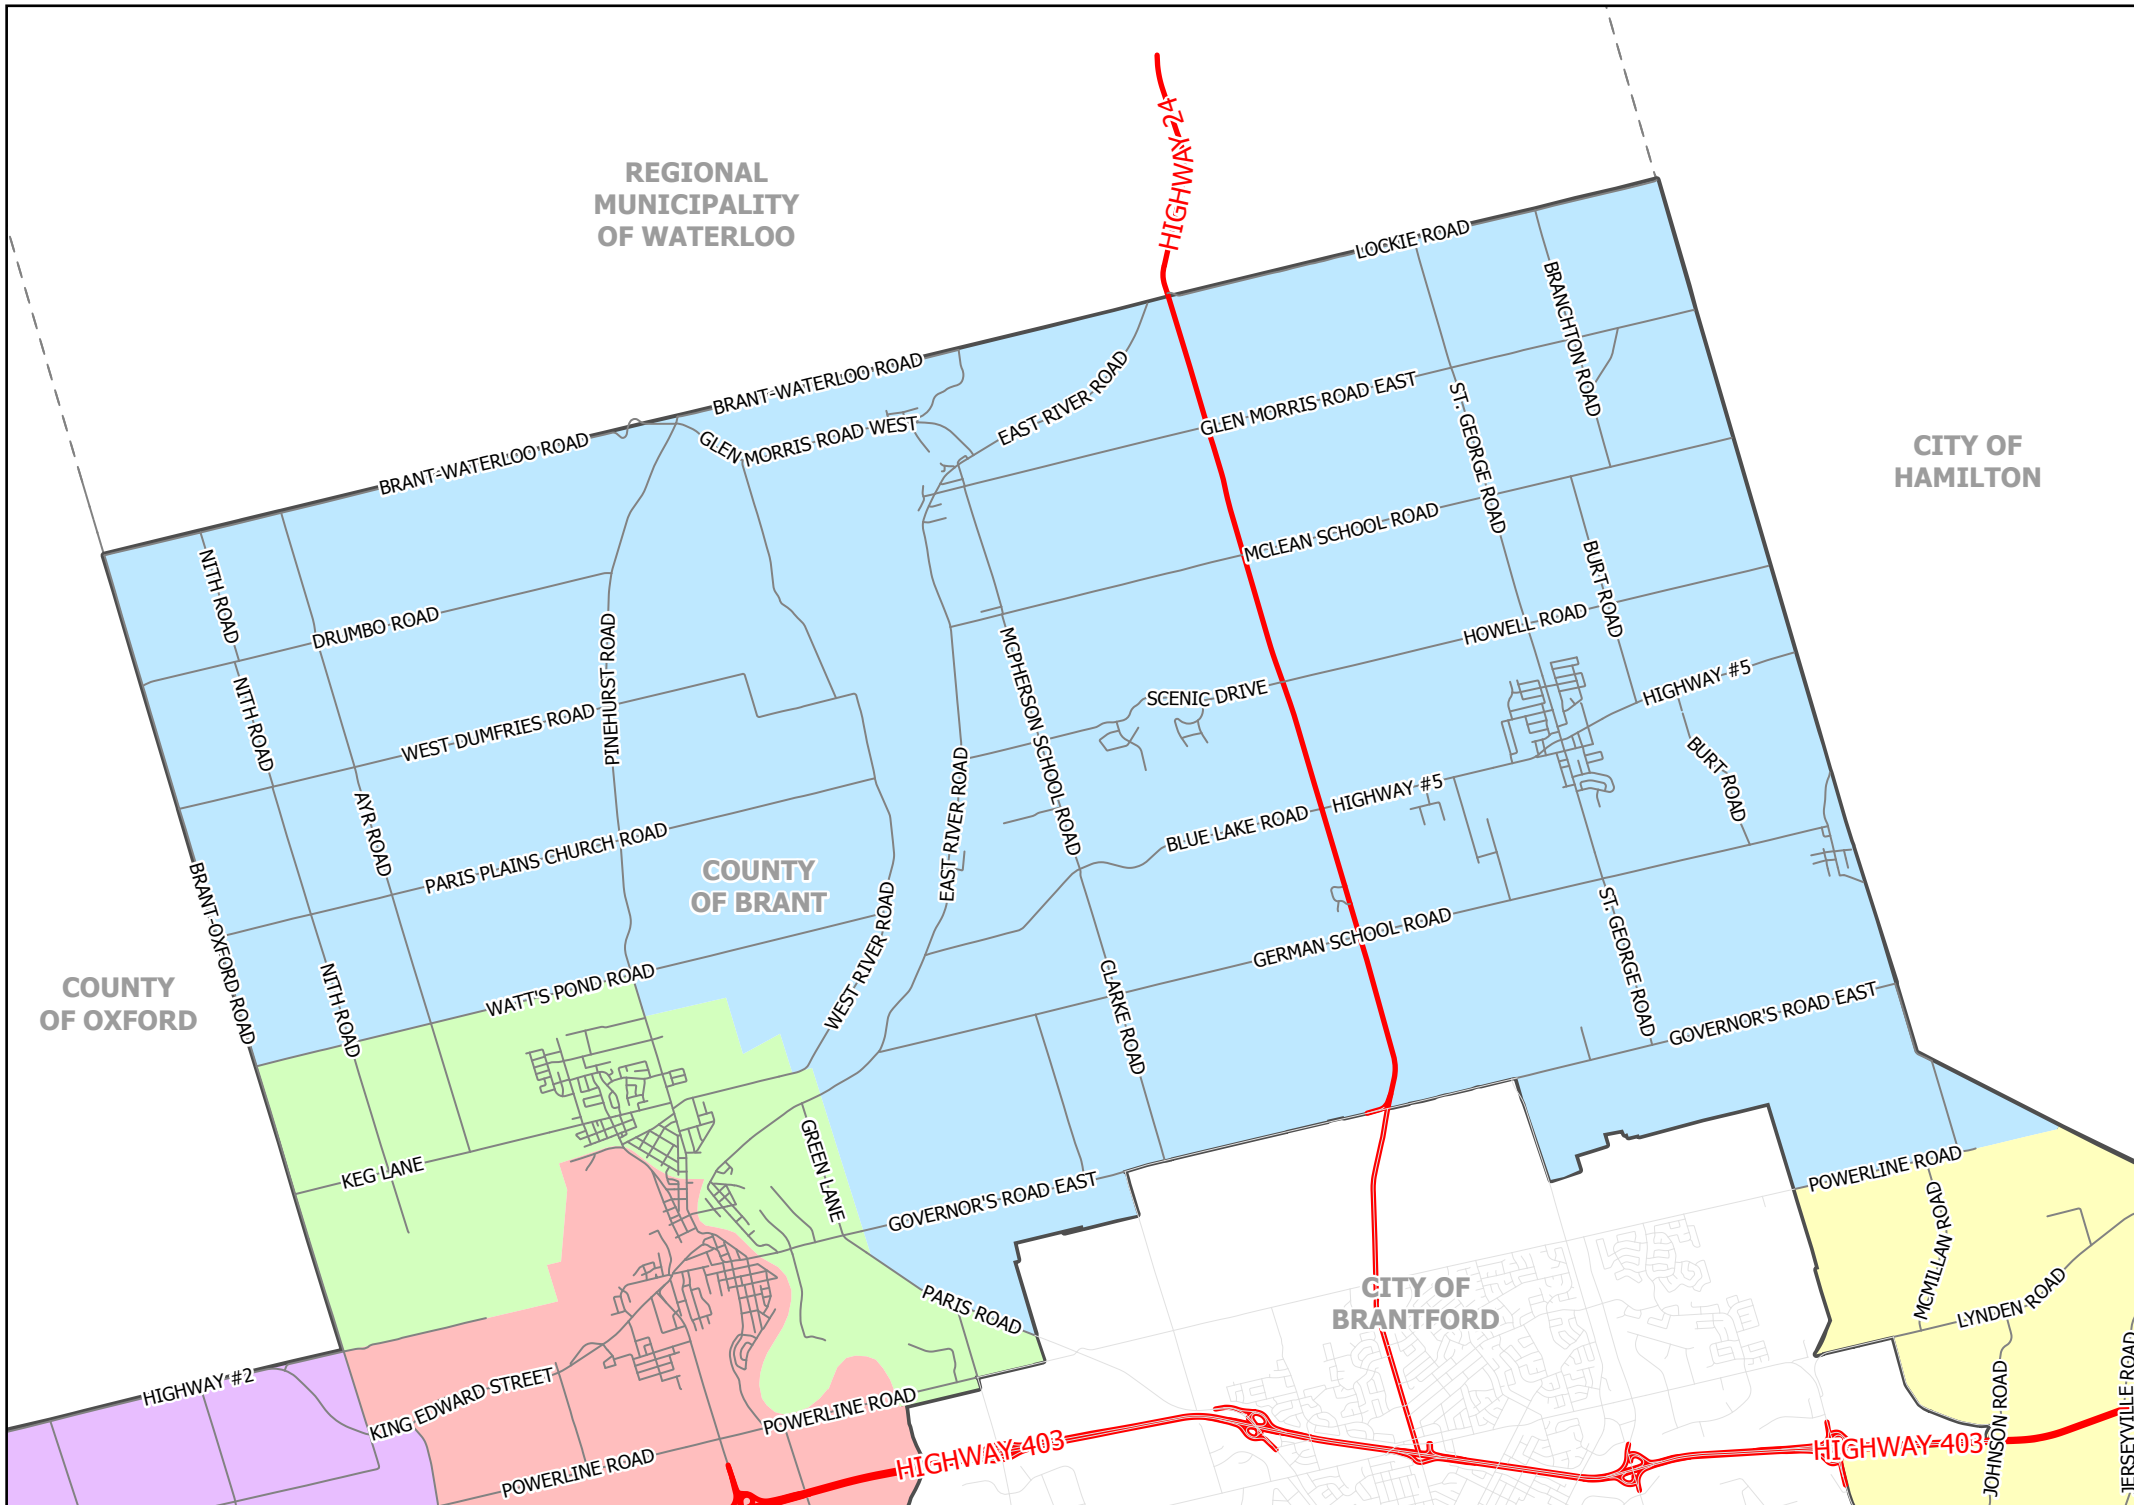 HIGHWAY 24
REGIONAL
MUNICIPALITY
OF WATERLOO
LOCKIE ROAD
BRANCHTON ROAD
BRANT-WATERLOO ROAD
EAST RIVER ROAD
GLEN MORRIS ROAD EAST
ST. GEORGE ROAD
GLEN MORRIS ROAD WEST
BRANT-WATERLOO ROAD
CITY OF
HAMILTON
MCLEAN SCHOOL ROAD
BURT ROAD
NITH ROAD
DRUMBO ROAD
PINEHURST ROAD
HOWELL ROAD
MCPHERSON SCHOOL ROAD
SCENIC DRIVE
HIGHWAY #5
NITH ROAD
WEST DUMFRIES ROAD
BURT ROAD
EAST RIVER ROAD
AYR ROAD
HIGHWAY #5
BLUE LAKE ROAD
PARIS PLAINS CHURCH ROAD
COUNTY
OF BRANT
BRANT-OXFORD ROAD
WEST RIVER ROAD
GERMAN SCHOOL ROAD
ST. GEORGE ROAD
COUNTY
OF OXFORD
NITH ROAD
WATT'S POND ROAD
CLARKE ROAD
GOVERNOR'S ROAD EAST
KEG LANE
GREEN LANE
GOVERNOR'S ROAD EAST
POWERLINE ROAD
MCMILLAN ROAD
PARIS ROAD
CITY OF
BRANTFORD
LYNDEN ROAD
HIGHWAY #2
KING EDWARD STREET
POWERLINE ROAD
JOHNSON ROAD
JERSEYVILLE ROAD
HIGHWAY 403
HIGHWAY 403
POWERLINE ROAD